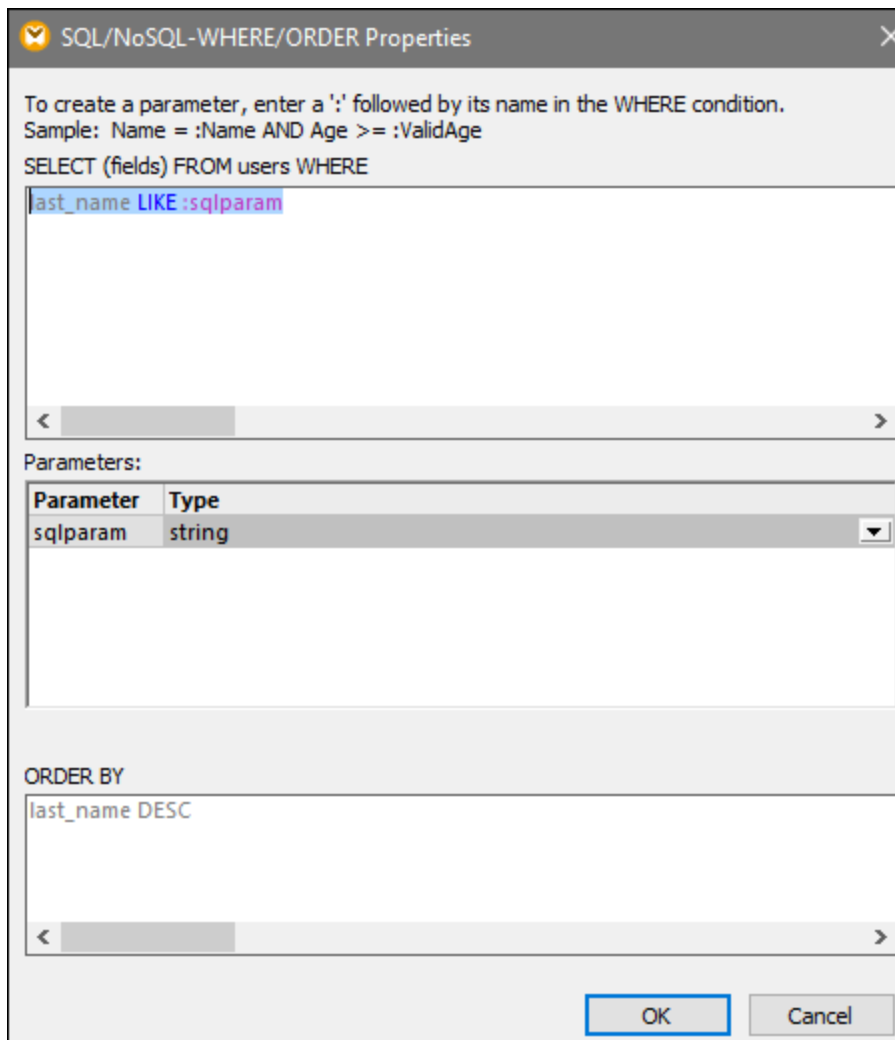 SQL/NoSQL-WHERE/ORDER Properties
To create a parameter, enter a ':' followed by its name in the WHERE condition.
Sample:  Name = :Name AND Age >= :ValidAge
SELECT (fields) FROM users WHERE
last_name LIKE :sqlparam
Parameters:
Parameter Type
sqlparam string
ORDER BY
last_name DESC
OK Cancel